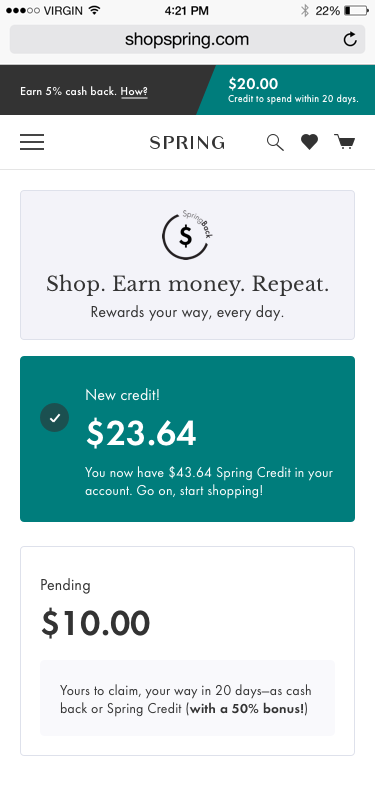 VIRGIN 4:21 PM 22%
shopspring.com
Earn 5% cash back. How?
$20.00
Credit to spend within 20 days.
SPRING
SpringBack
$
Shop. Earn money. Repeat.
Rewards your way, every day.
New credit!
$23.64
You now have $43.64 Spring Credit in your
account. Go on, start shopping!
Pending
$10.00
Yours to claim, your way in 20 days—as cash
back or Spring Credit (with a 50% bonus!)